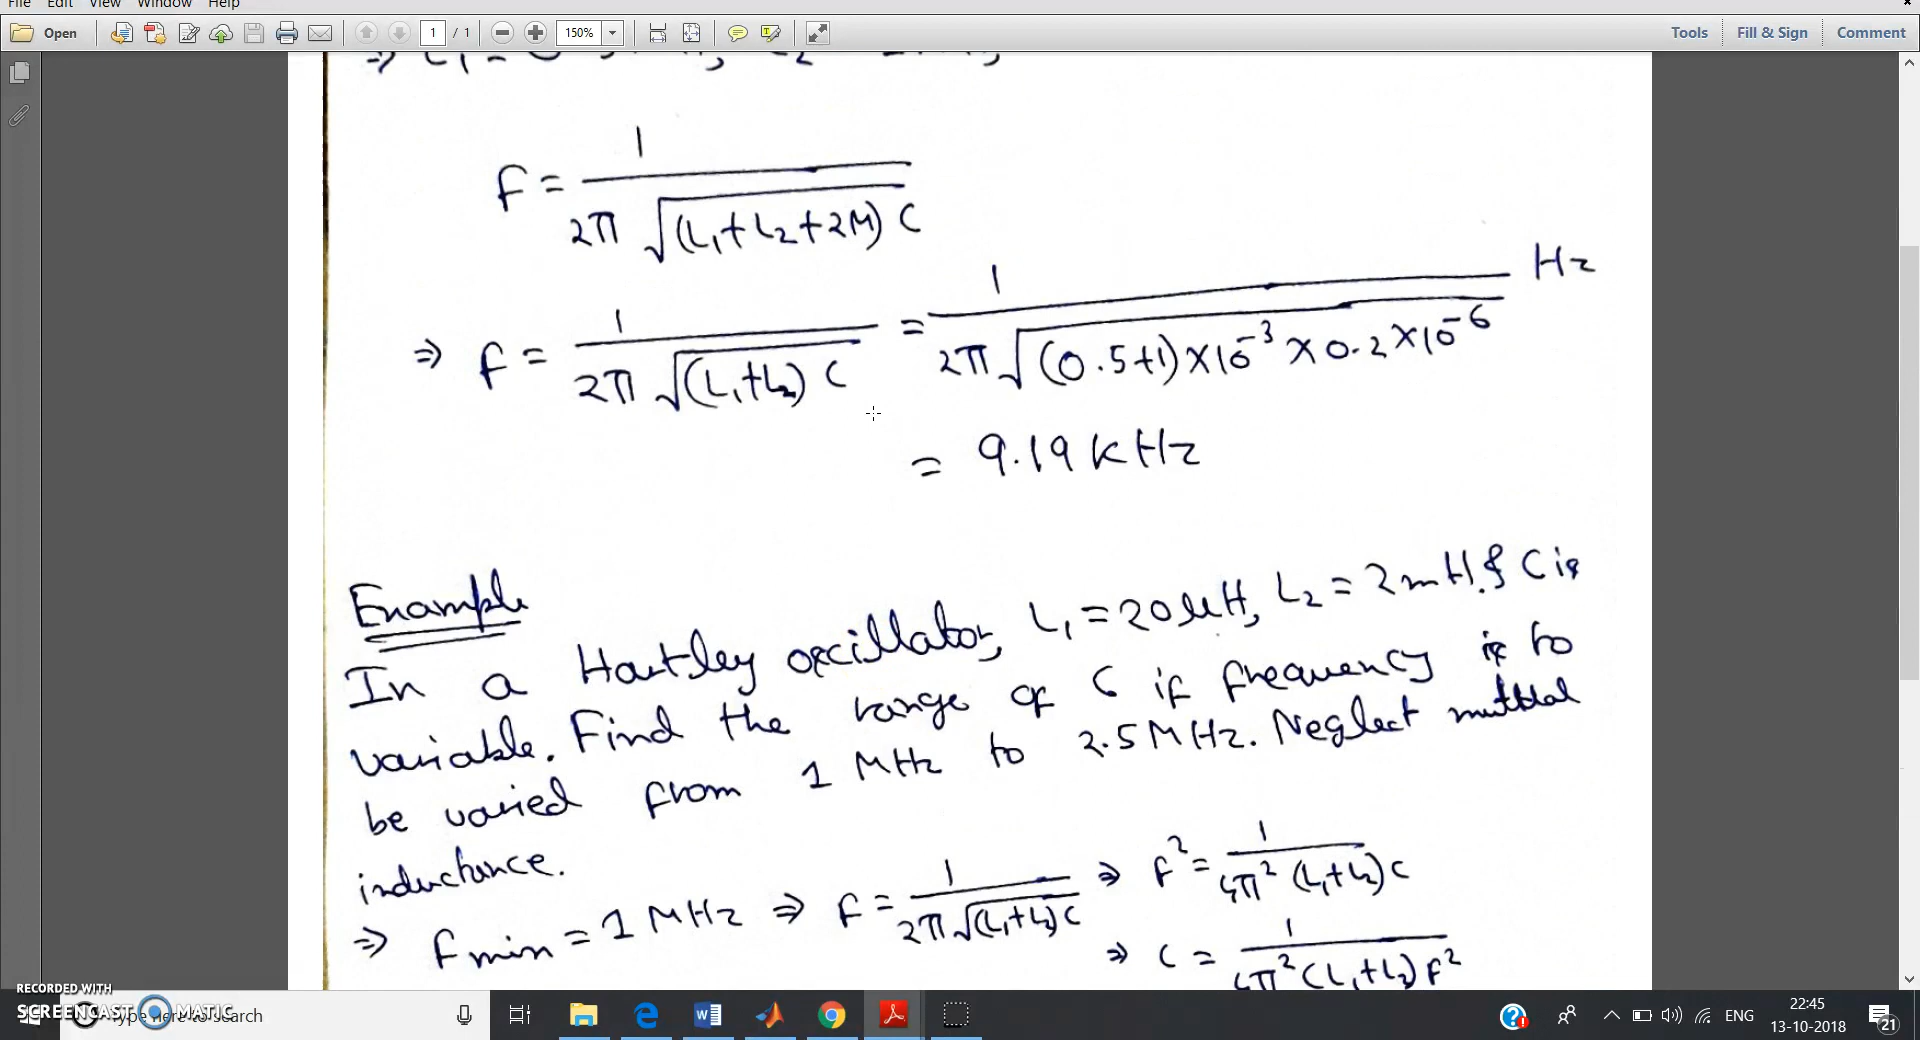 File Edit View Window Help
Open 1 / 1 150% Tools Fill & Sign Comment
F = 1 / 2π √(L₁+L₂+2M) C
⇒ F = 1 / 2π √(L₁+L₂) C = 1 / 2π √(0.5+1)×10⁻³ × 0.2×10⁻⁶ Hz
= 9.19 KHz
Example
In a Hartley oscillator, L₁ = 20 μH, L₂ = 2 mH & C is
variable. Find the range of C if frequency is to
be varied from 1 MHz to 2.5 MHz. Neglect mutual
inductance.
⇒ Fmin = 1 MHz ⇒ F = 1 / 2π √(L₁+L₂) C ⇒ F² = 1 / 4π² (L₁+L₂) C
⇒ C = 1 / 4π² (L₁+L₂) F²
RECORDED WITH
SCREENCAST MATIC
Type here to search
ENG
22:45
13-10-2018
21